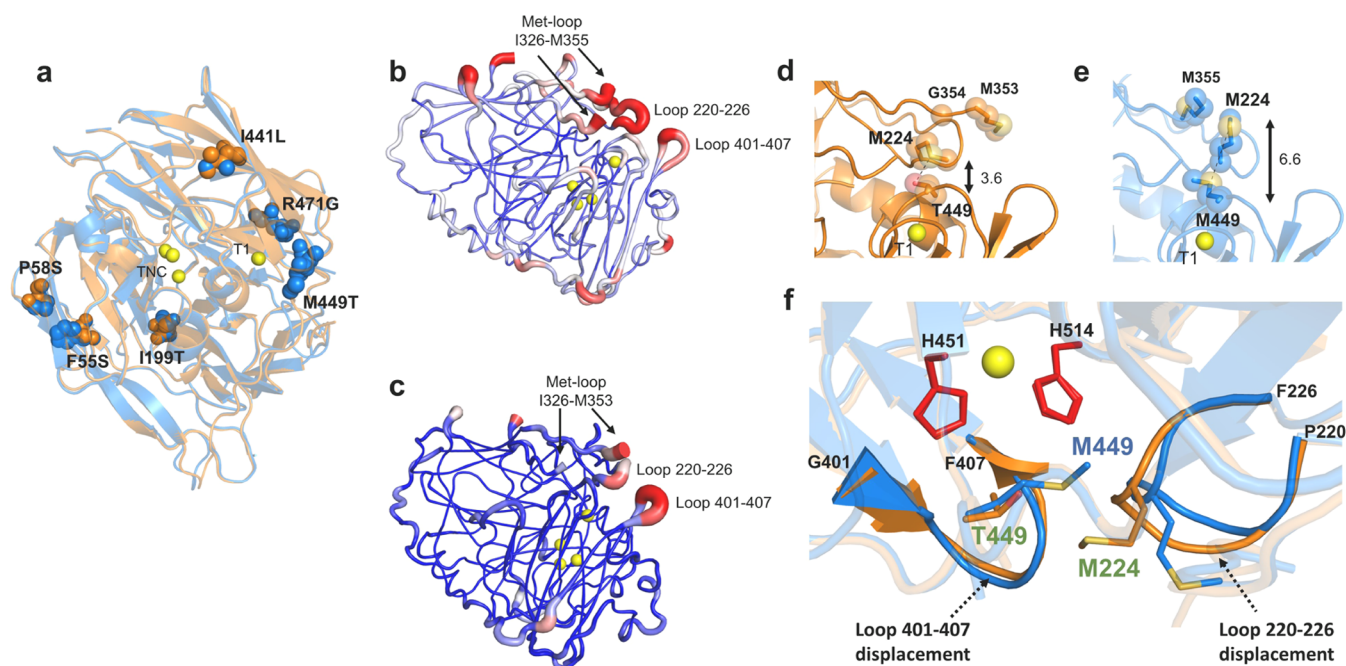 a
I441L
R471G
T1
TNC
P58S
M449T
F55S
I199T
b
Met-loop
I326-M355
Loop 220-226
Loop 401-407
c
Met-loop
I326-M353
Loop 220-226
Loop 401-407
d
G354
M353
M224
3.6
T449
T1
e
M355
M224
6.6
M449
T1
f
H451
H514
F226
M449
P220
G401
F407
T449
M224
Loop 401-407
displacement
Loop 220-226
displacement